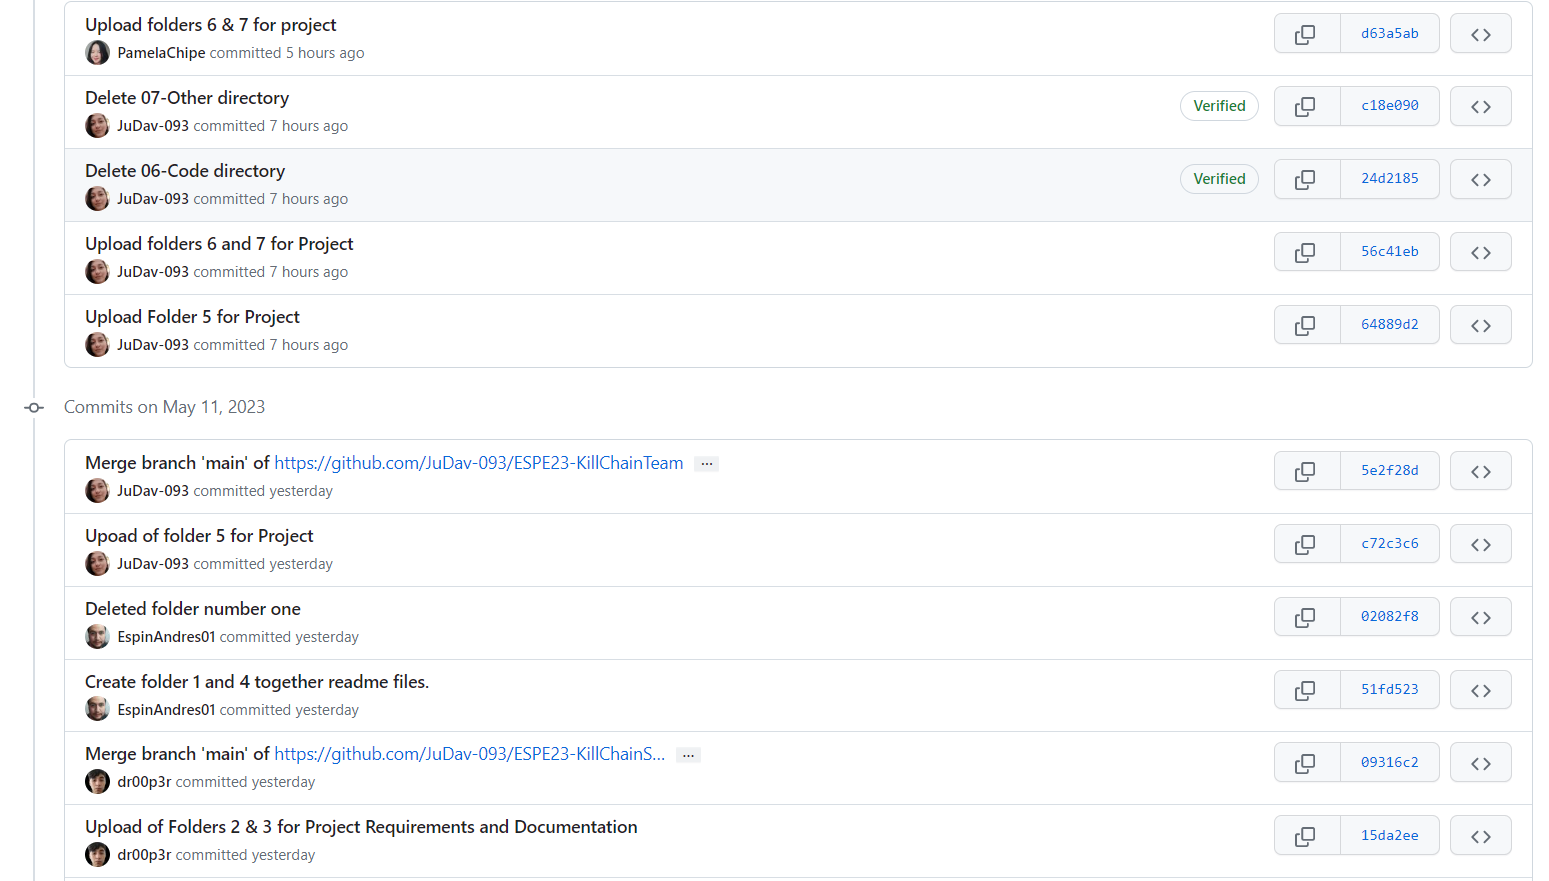 Upload folders 6 & 7 for project
PamelaChipe committed 5 hours ago
d63a5ab
Delete 07-Other directory
JuDav-093 committed 7 hours ago
Verified
c18e090
Delete 06-Code directory
JuDav-093 committed 7 hours ago
Verified
24d2185
Upload folders 6 and 7 for Project
JuDav-093 committed 7 hours ago
56c41eb
Upload Folder 5 for Project
JuDav-093 committed 7 hours ago
64889d2
Commits on May 11, 2023
Merge branch 'main' of https://github.com/JuDav-093/ESPE23-KillChainTeam ...
JuDav-093 committed yesterday
5e2f28d
Upoad of folder 5 for Project
JuDav-093 committed yesterday
c72c3c6
Deleted folder number one
EspinAndres01 committed yesterday
02082f8
Create folder 1 and 4 together readme files.
EspinAndres01 committed yesterday
51fd523
Merge branch 'main' of https://github.com/JuDav-093/ESPE23-KillChainS... ...
dr00p3r committed yesterday
09316c2
Upload of Folders 2 & 3 for Project Requirements and Documentation
dr00p3r committed yesterday
15da2ee